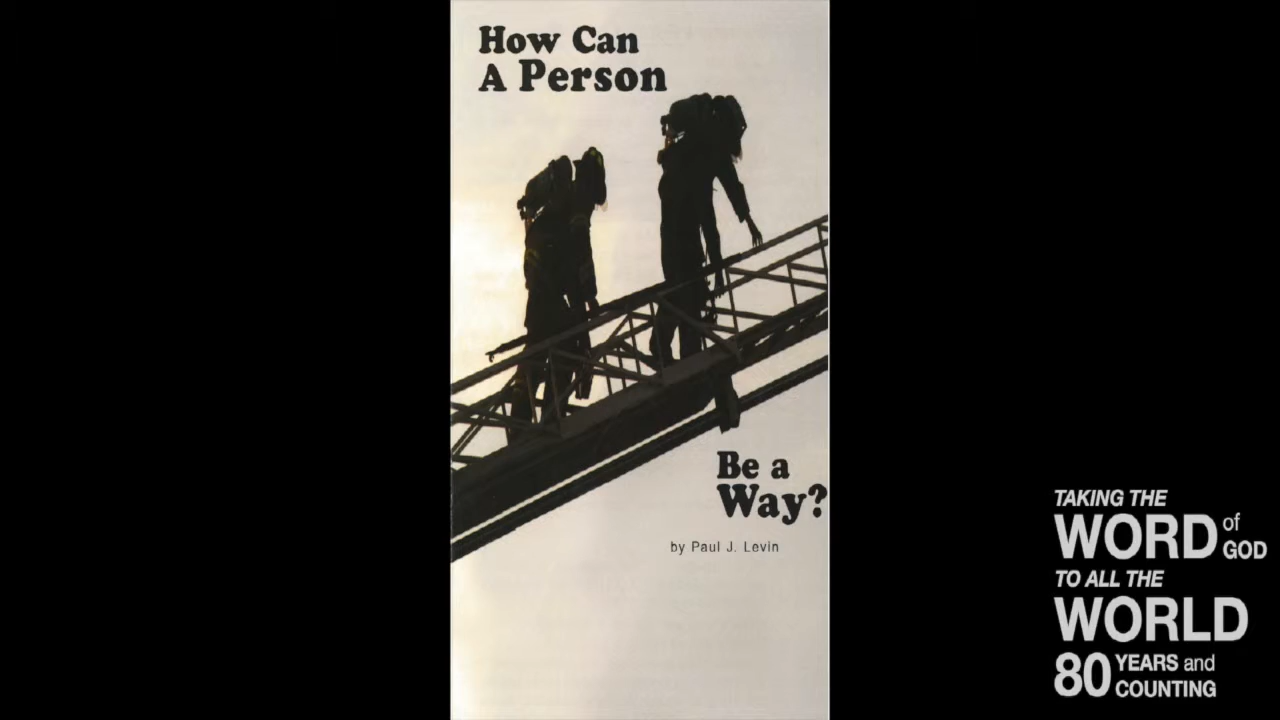 How Can
A Person
Be a
Way?
by Paul J. Levin
TAKING THE
WORD of
GOD
TO ALL THE
WORLD
80 YEARS and
COUNTING